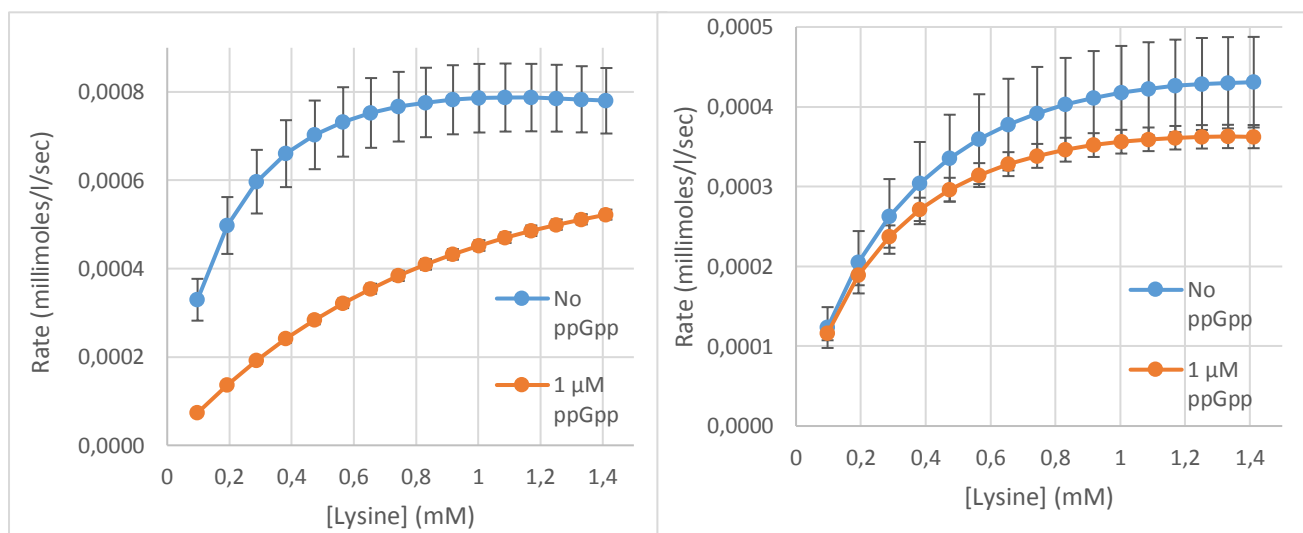 0,0008
0,0006
0,0004
0,0002
0,0000
Rate (millimoles/l/sec)
0
0,2
0,4
0,6
0,8
1
1,2
1,4
[Lysine] (mM)
No
ppGpp
1 µM
ppGpp
0,0005
0,0004
0,0003
0,0002
0,0001
0,0000
Rate (millimoles/l/sec)
0
0,2
0,4
0,6
0,8
1
1,2
1,4
[Lysine] (mM)
No
ppGpp
1 µM
ppGpp